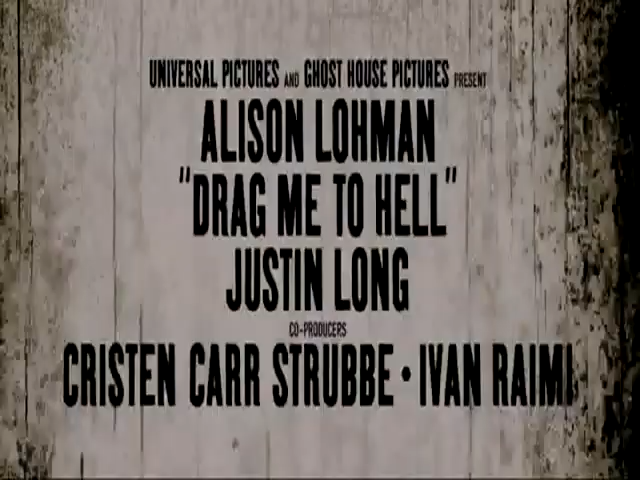 UNIVERSAL PICTURES AND GHOST HOUSE PICTURES PRESENT
ALISON LOHMAN
"DRAG ME TO HELL"
JUSTIN LONG
CO-PRODUCERS
CRISTEN CARR STRUBBE • IVAN RAIMI